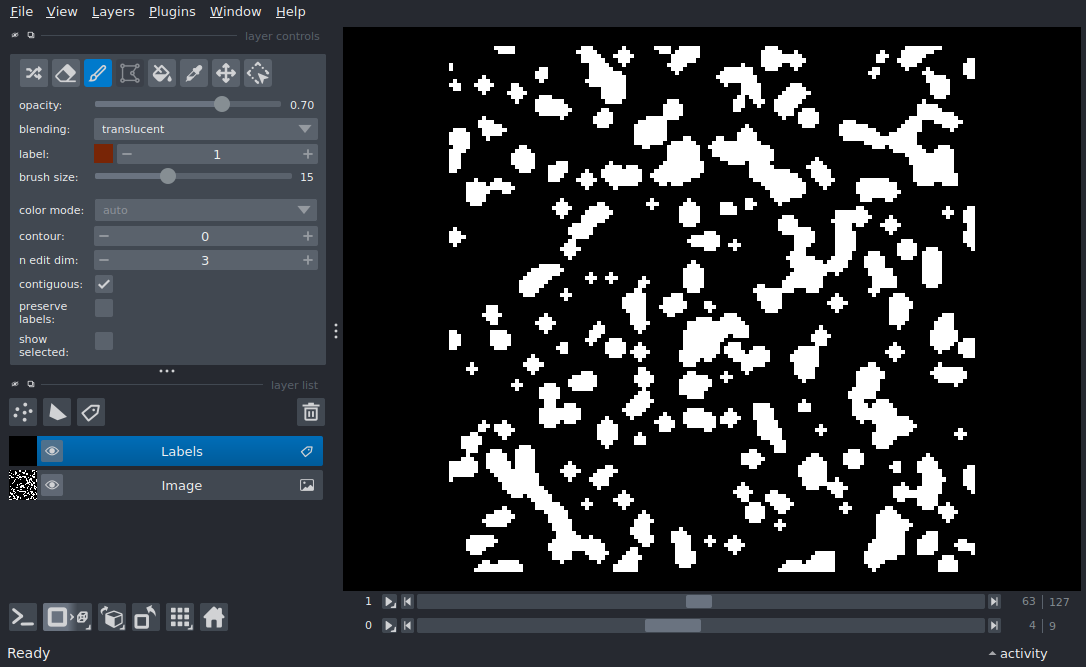 File View Layers Plugins Window Help
layer controls
opacity: 0.70
blending: translucent
label: 1
brush size: 15
color mode: auto
contour: 0
n edit dim: 3
contiguous:
preserve
labels:
show
selected:
layer list
Labels
Image
1 63 | 127
0 4 | 9
Ready activity